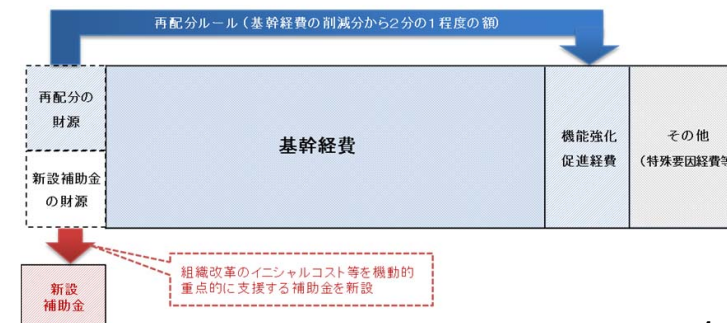 再配分ルール（基幹経費の削減分から２分の１程度の額）
再配分の
財源
新設補助金
の財源
基幹経費
機能強化
促進経費
その他
（特殊要因経費等
新設
補助金
組織改革のイニシャルコスト等を機動的
重点的に支援する補助金を新設